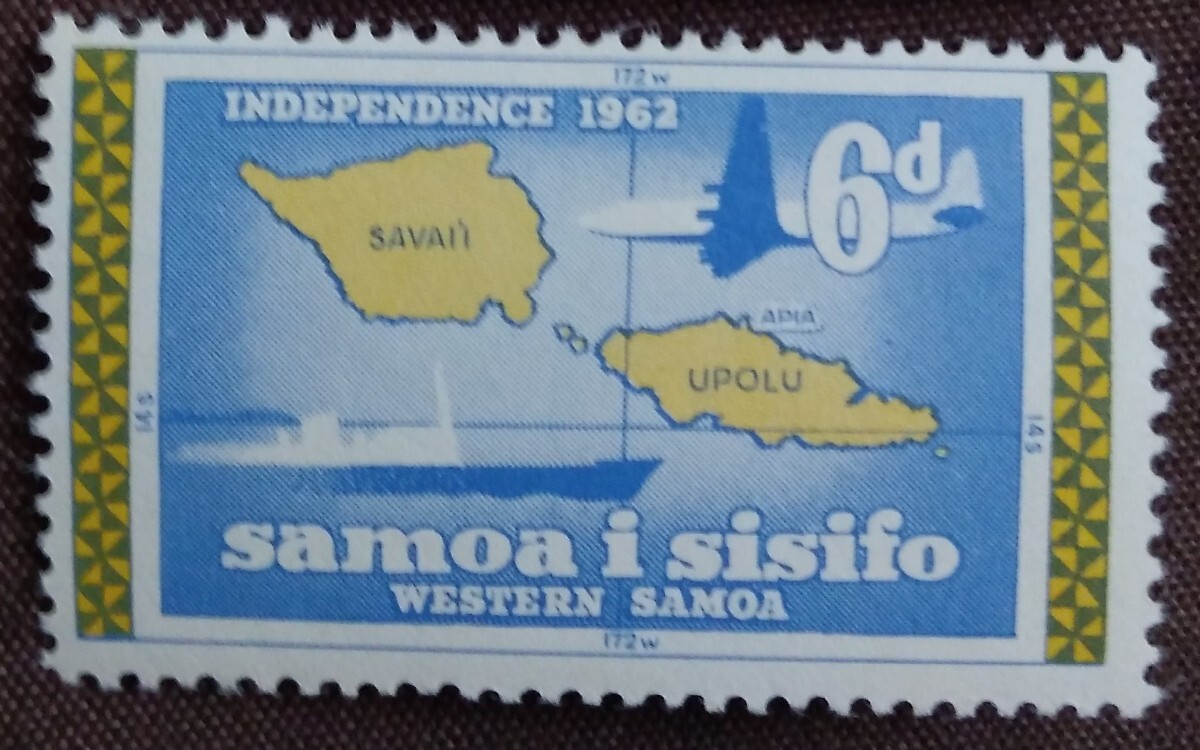 172 W
INDEPENDENCE 1962
6d
SAVAI'I
APIA
UPOLU
14 S
14 S
samoa i sisifo
WESTERN SAMOA
172 W